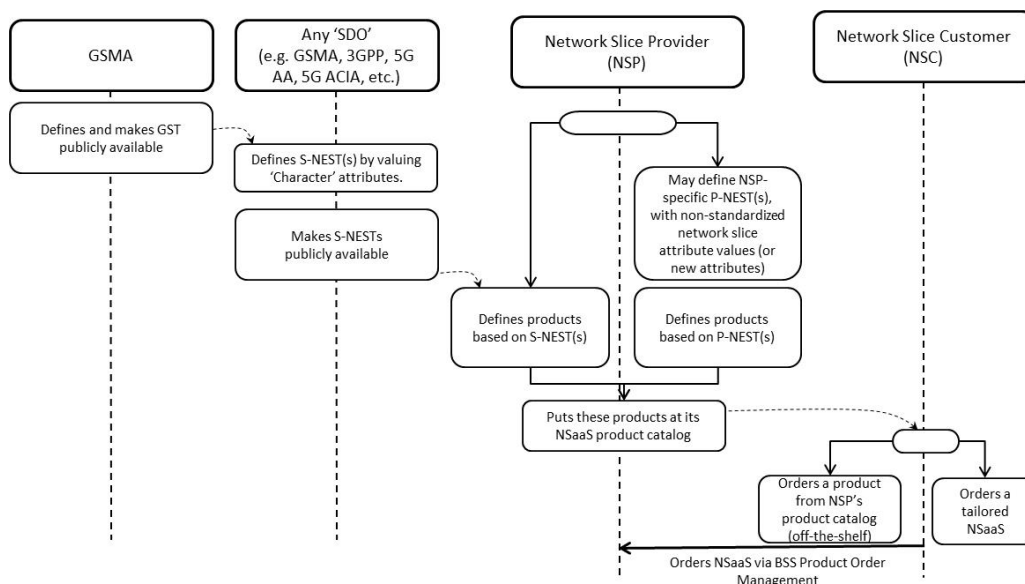 GSMA
Any ‘SDO’
(e.g. GSMA, 3GPP, 5G
AA, 5G ACIA, etc.)
Network Slice Provider
(NSP)
Network Slice Customer
(NSC)
Defines and makes GST
publicly available
Defines S-NEST(s) by valuing
‘Character’ attributes.
May define NSP-
specific P-NEST(s),
with non-standardized
network slice
attribute values (or
new attributes)
Makes S-NESTs
publicly available
Defines products
based on S-NEST(s)
Defines products
based on P-NEST(s)
Puts these products at its
NSaaS product catalog
Orders a product
from NSP’s
product catalog
(off-the-shelf)
Orders a
tailored
NSaaS
Orders NSaaS via BSS Product Order
Management